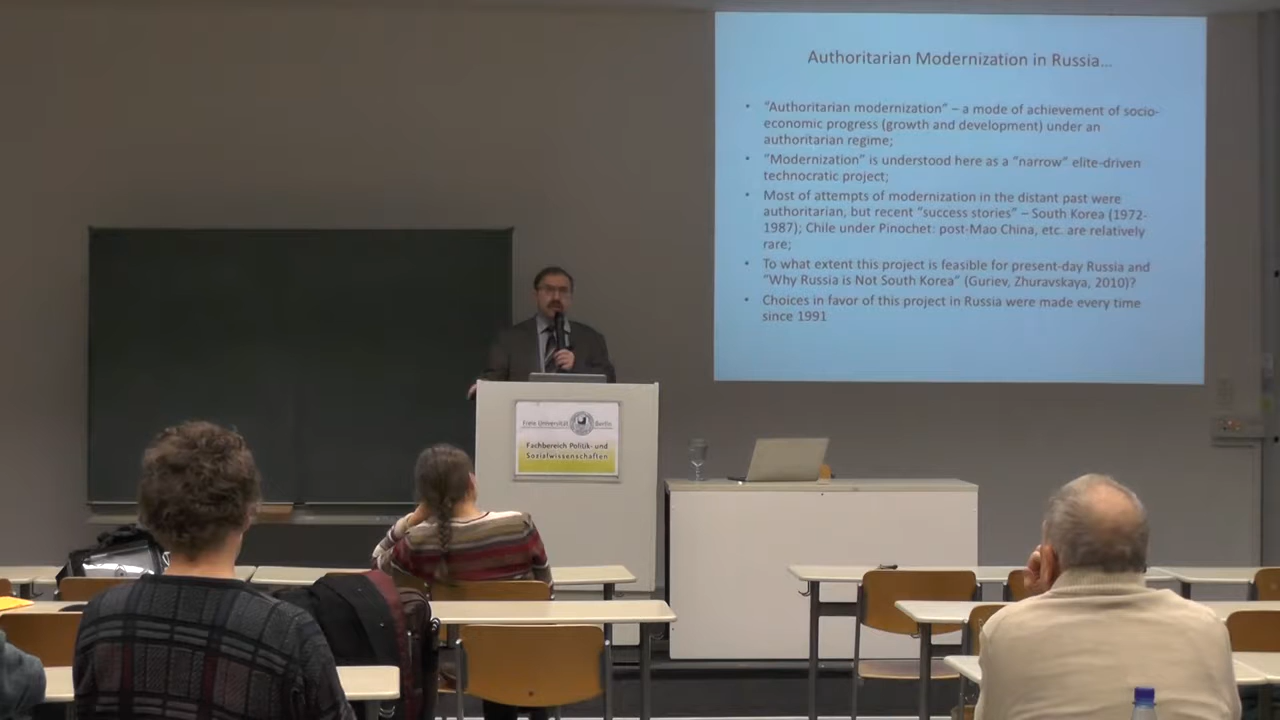 Authoritarian Modernization in Russia…
• "Authoritarian modernization" – a mode of achievement of socio-
economic progress (growth and development) under an
authoritarian regime;
• "Modernization" is understood here as a "narrow" elite-driven
technocratic project;
• Most of attempts of modernization in the distant past were
authoritarian, but recent "success stories" – South Korea (1972-
1987); Chile under Pinochet: post-Mao China, etc. are relatively
rare;
• To what extent this project is feasible for present-day Russia and
"Why Russia is Not South Korea" (Guriev, Zhuravskaya, 2010)?
• Choices in favor of this project in Russia were made every time
since 1991
Freie Universität Berlin
Fachbereich Politik- und
Sozialwissenschaften